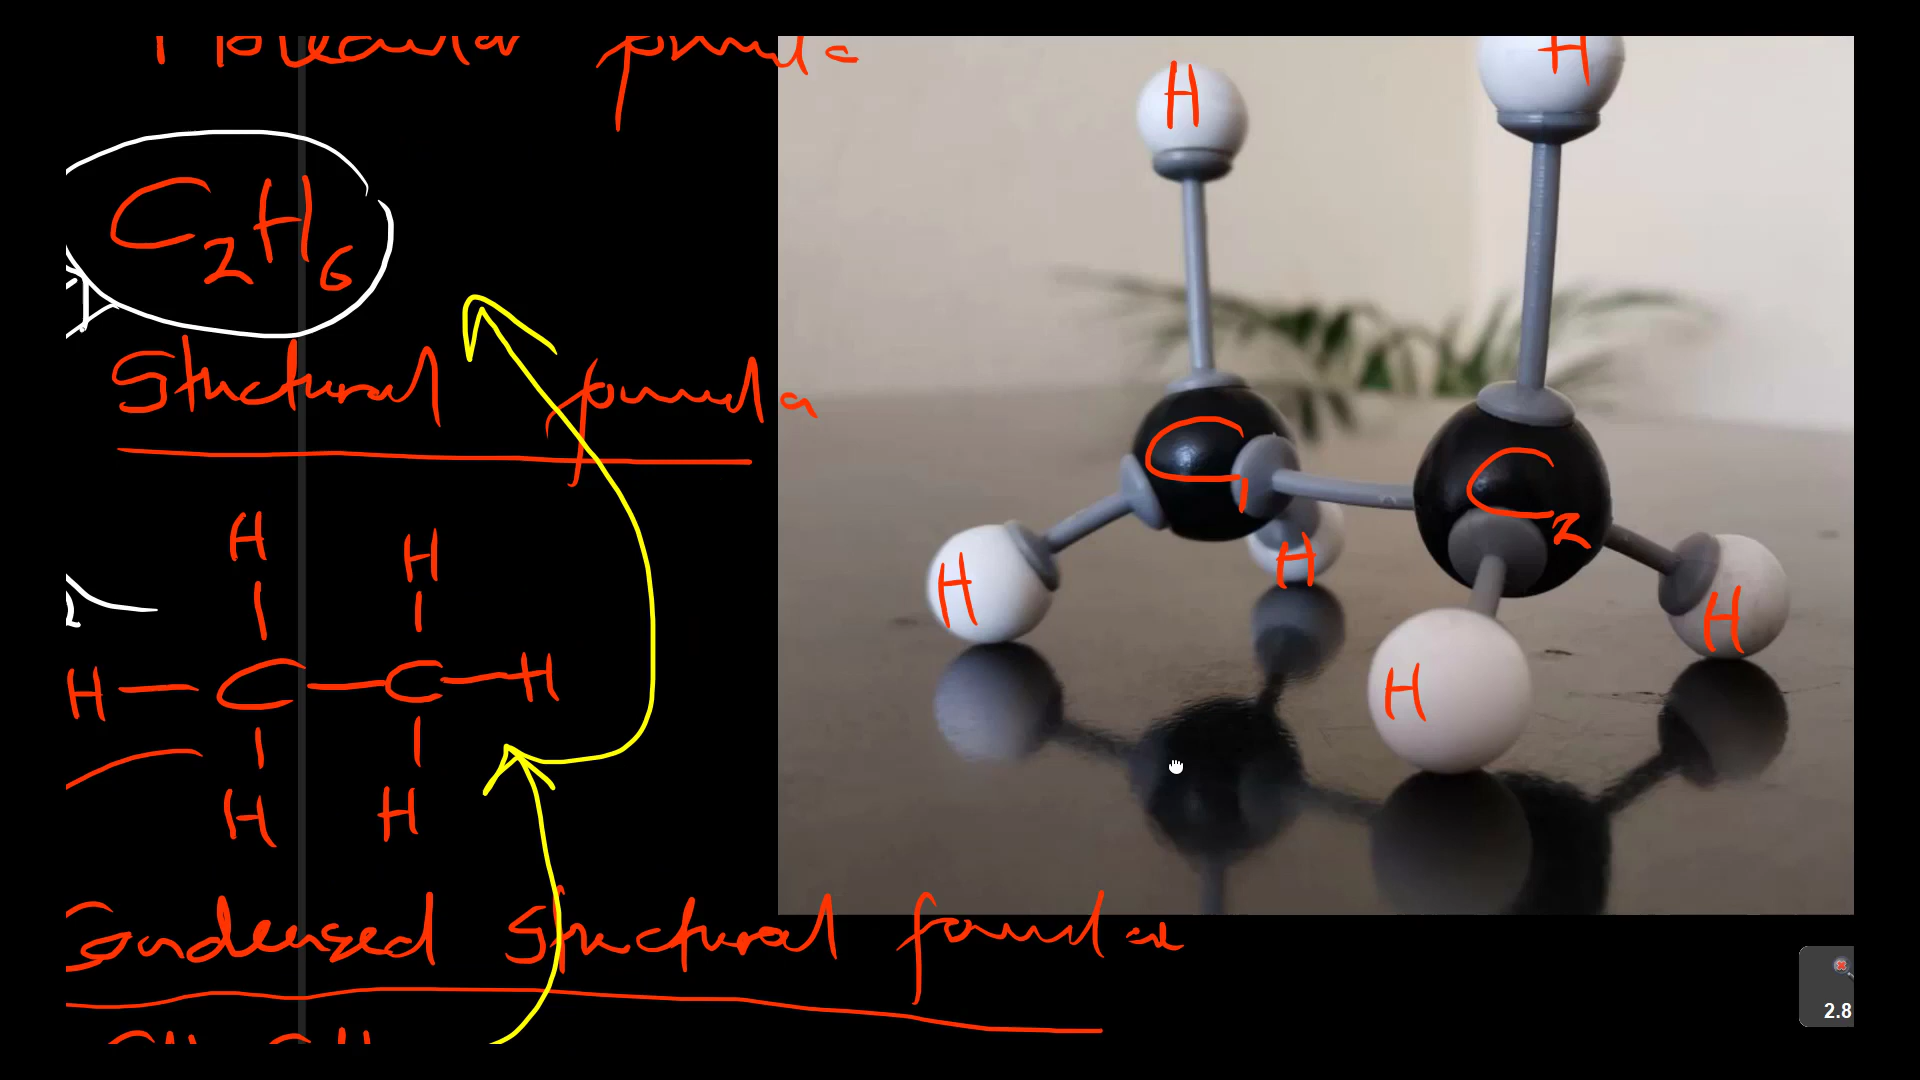 Molecular formula
C2H6
Structural formula
H H
H — C — C — H
H H
Condensed Structural formula
H
H
C1
C2
H
H
H
H
2.8